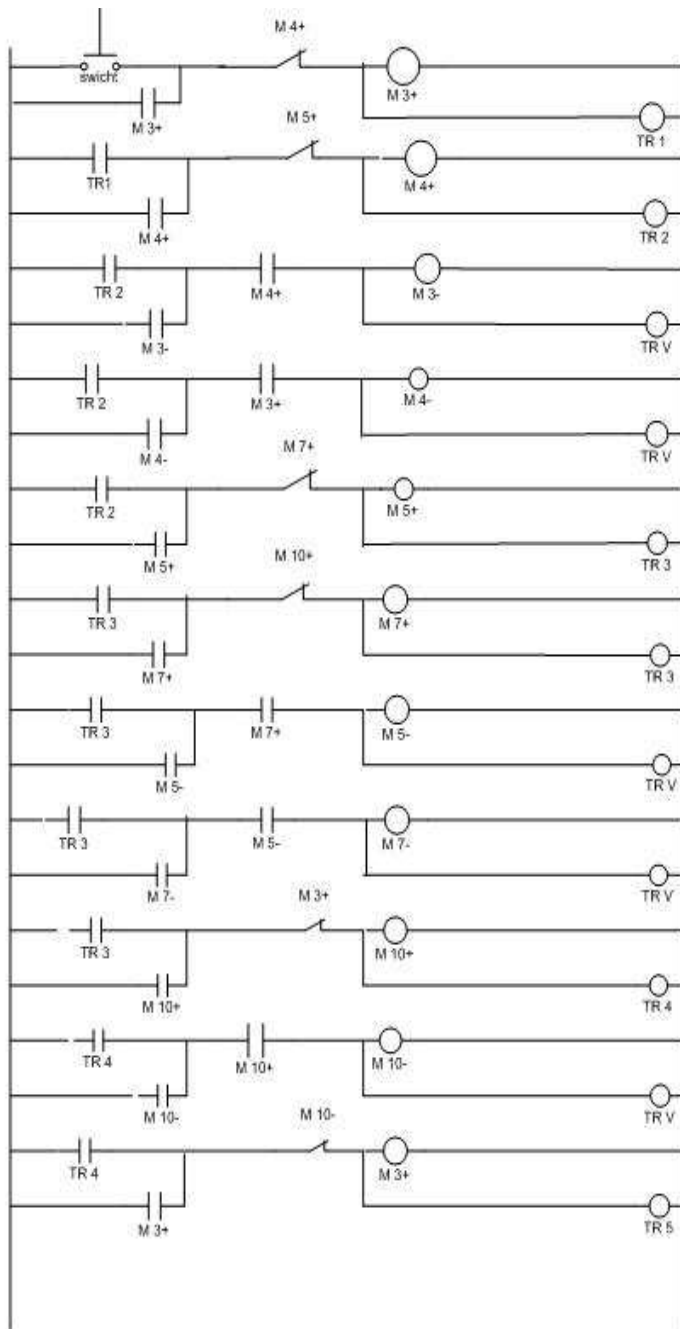 M 4+
swicht
M 3+
M 3+
TR 1
M 5+
TR1
M 4+
M 4+
TR 2
TR 2
M 4+
M 3-
M 3-
TR V
TR 2
M 3+
M 4-
M 4-
TR V
M 7+
TR 2
M 5+
M 5+
TR 3
M 10+
TR 3
M 7+
M 7+
TR 3
TR 3
M 7+
M 5-
M 5-
TR V
TR 3
M 5-
M 7-
M 7-
TR V
M 3+
TR 3
M 10+
M 10+
TR 4
TR 4
M 10+
M 10-
M 10-
TR V
M 10-
TR 4
M 3+
M 3+
TR 5